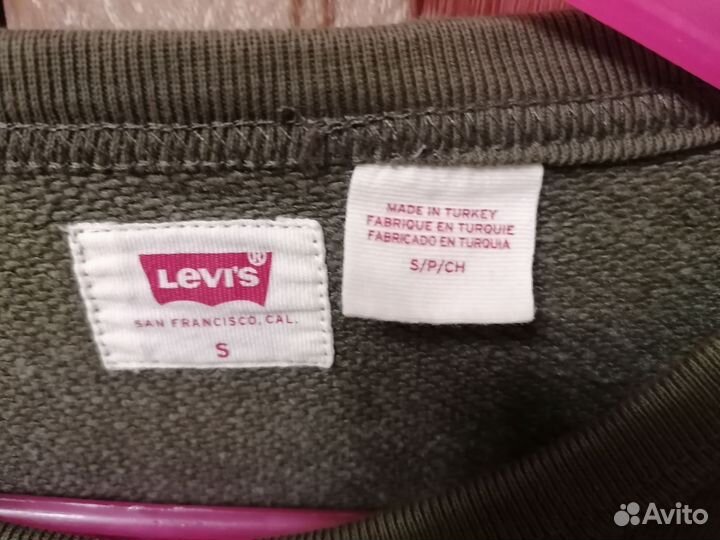 LEVI'S®
SAN FRANCISCO, CAL.
S
MADE IN TURKEY
FABRIQUE EN TURQUIE
FABRICADO EN TURQUIA
S/P/CH
Avito